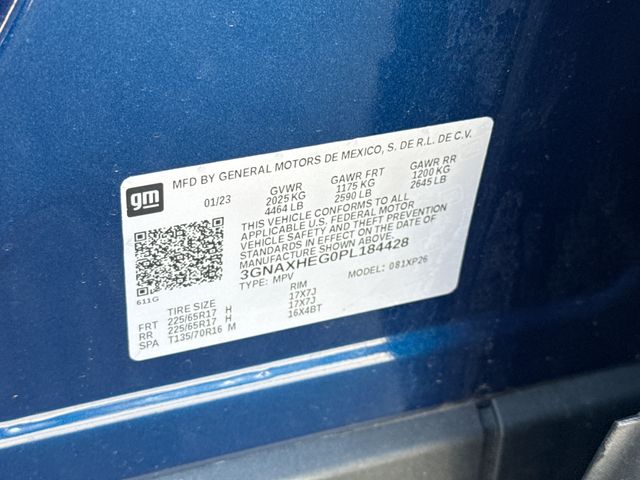 gm
MFD BY GENERAL MOTORS DE MEXICO, S. DE R.L. DE C.V.
01/23 GVWR GAWR FRT GAWR RR
2025 KG 1175 KG 1200 KG
4464 LB 2590 LB 2645 LB
THIS VEHICLE CONFORMS TO ALL
APPLICABLE U.S. FEDERAL MOTOR
VEHICLE SAFETY AND THEFT PREVENTION
STANDARDS IN EFFECT ON THE DATE OF
MANUFACTURE SHOWN ABOVE.
3GNAXHEG0PL184428
TYPE: MPV MODEL: 081XP26
611G
TIRE SIZE RIM
FRT 225/65R17 H 17X7J
RR 225/65R17 H 17X7J
SPA T135/70R16 M 16X4BT